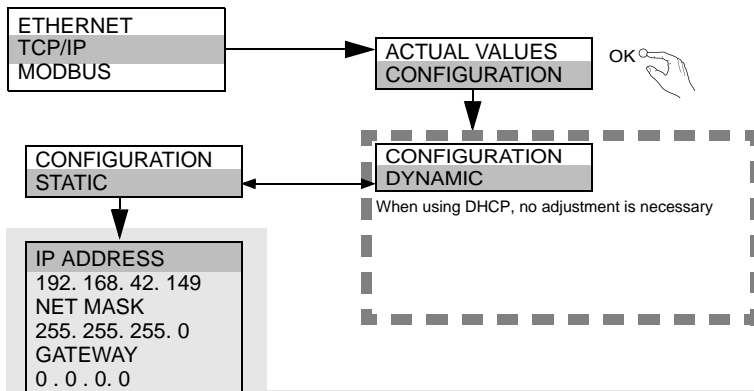 ETHERNET
TCP/IP
MODBUS
ACTUAL VALUES
CONFIGURATION
OK
CONFIGURATION
STATIC
CONFIGURATION
DYNAMIC
When using DHCP, no adjustment is necessary
IP ADDRESS
192. 168. 42. 149
NET MASK
255. 255. 255. 0
GATEWAY
0 . 0 . 0. 0